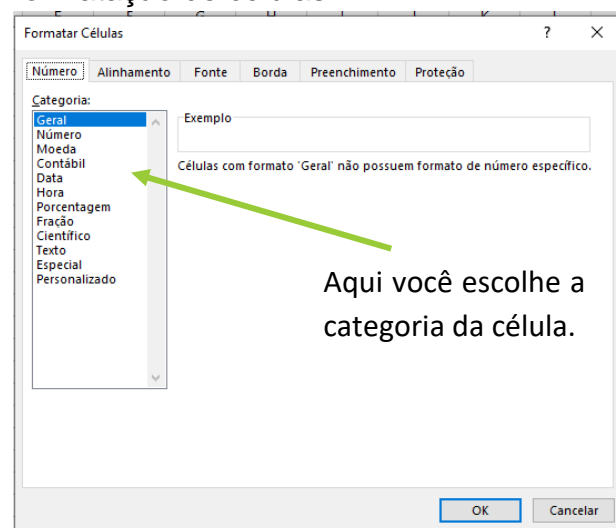 Formatar Células ? ×
Número Alinhamento Fonte Borda Preenchimento Proteção
Categoria:
Geral
Número
Moeda
Contábil
Data
Hora
Porcentagem
Fração
Científico
Texto
Especial
Personalizado
Exemplo
Células com formato 'Geral' não possuem formato de número específico.
Aqui você escolhe a
categoria da célula.
OK Cancelar